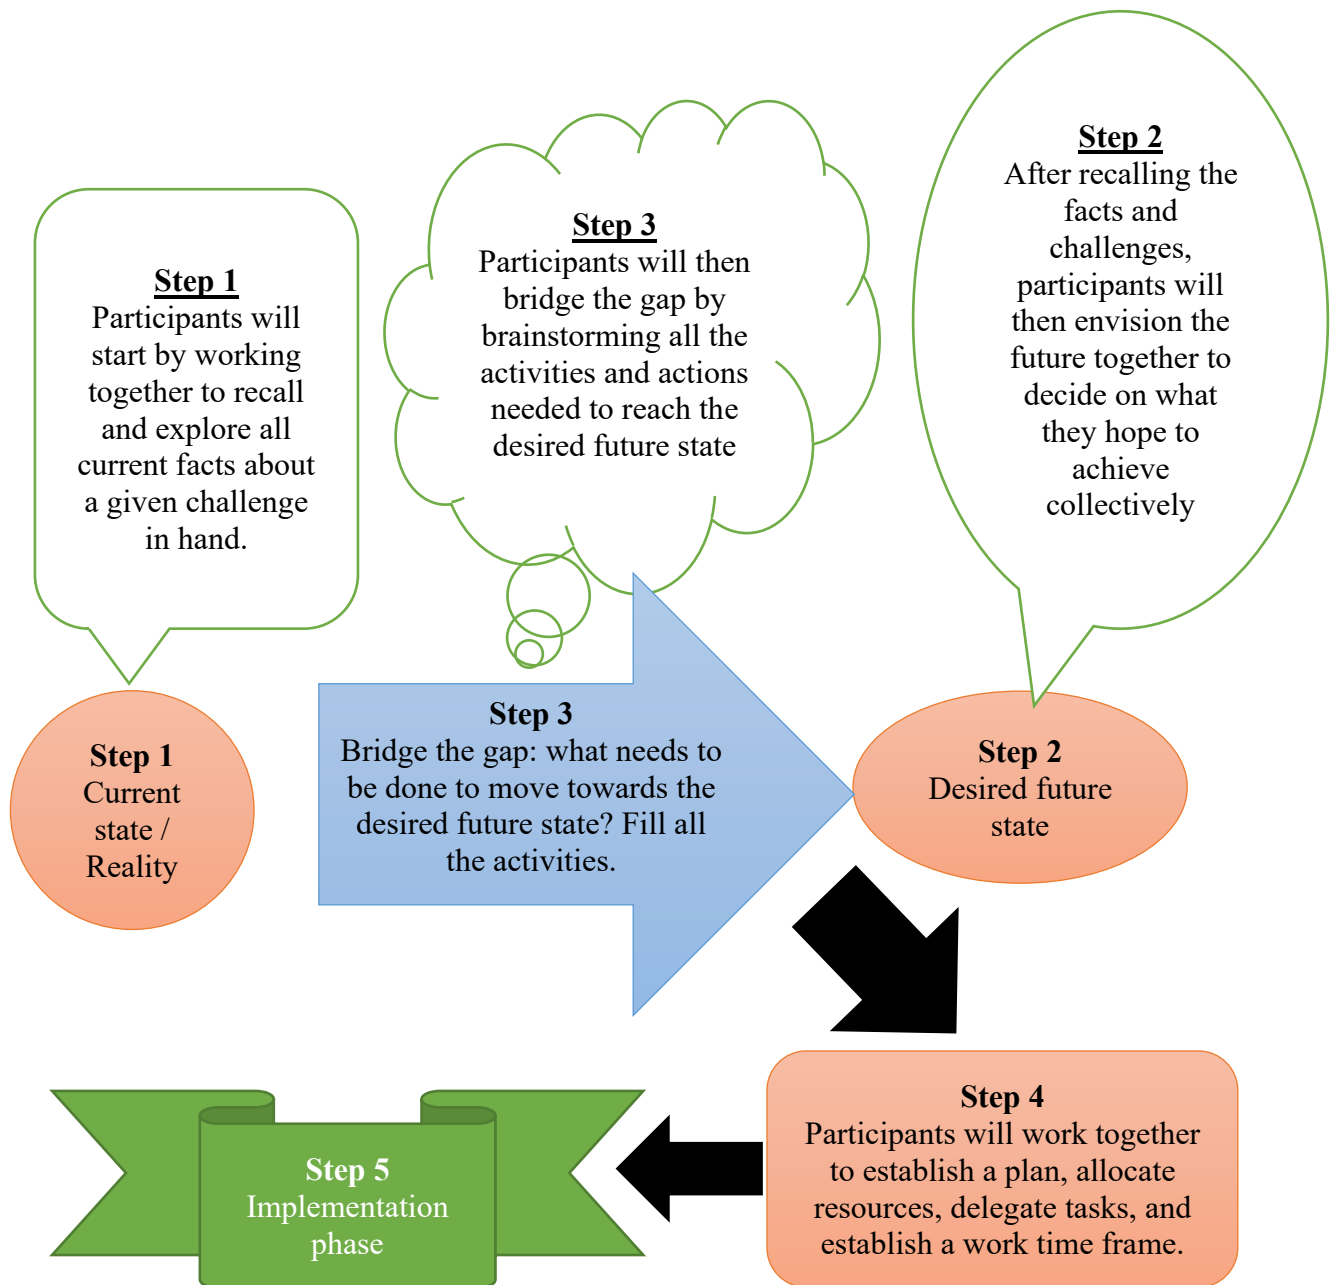 Step 1
Participants will
start by working
together to recall
and explore all
current facts about
a given challenge
in hand.
Step 3
Participants will then
bridge the gap by
brainstorming all the
activities and actions
needed to reach the
desired future state
Step 2
After recalling the
facts and
challenges,
participants will
then envision the
future together to
decide on what
they hope to
achieve
collectively
Step 1
Current
state /
Reality
Step 3
Bridge the gap: what needs to
be done to move towards the
desired future state? Fill all
the activities.
Step 2
Desired future
state
Step 4
Participants will work together
to establish a plan, allocate
resources, delegate tasks, and
establish a work time frame.
Step 5
Implementation
phase